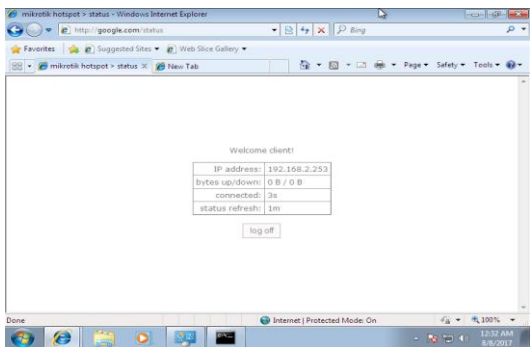 mikrotik hotspot > status - Windows Internet Explorer
http://google.com/status
Bing
Favorites Suggested Sites Web Slice Gallery
mikrotik hotspot > status New Tab Page Safety Tools
Welcome client!
IP address: 192.168.2.253
bytes up/down: 0 B / 0 B
connected: 3s
status refresh: 1m
log off
Done Internet | Protected Mode: On 100%
12:32 AM
8/8/2017